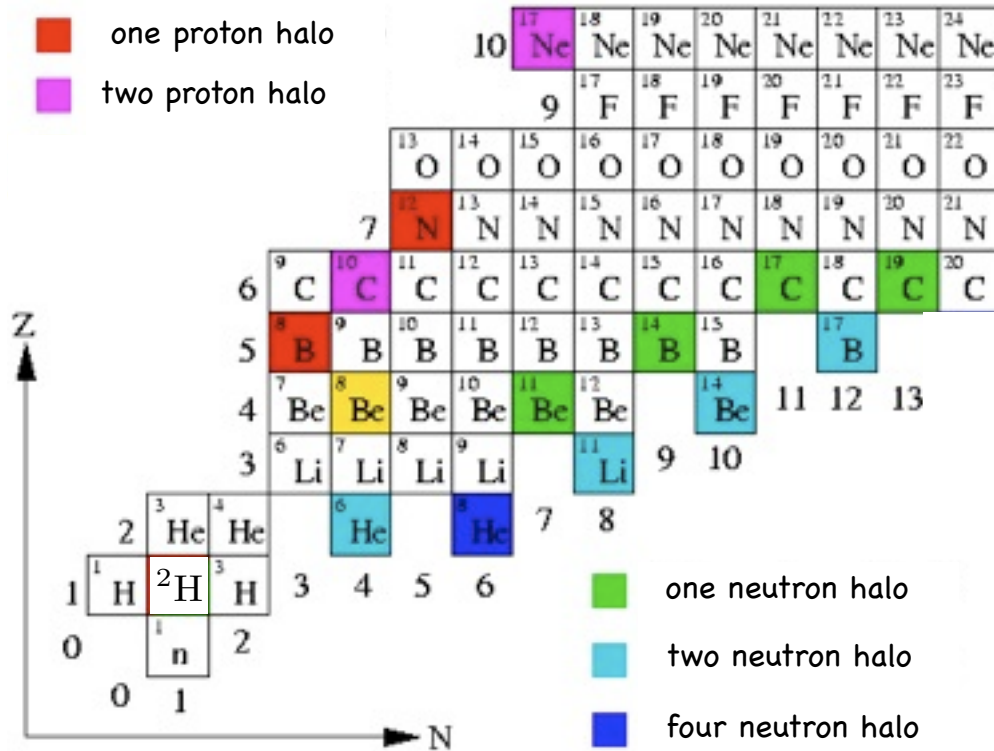 one proton halo
two proton halo
10 17 Ne 18 Ne 19 Ne 20 Ne 21 Ne 22 Ne 23 Ne 24 Ne
9 17 F 18 F 19 F 20 F 21 F 22 F 23 F
13 O 14 O 15 O 16 O 17 O 18 O 19 O 20 O 21 O 22 O
7 12 N 13 N 14 N 15 N 16 N 17 N 18 N 19 N 20 N 21 N
6 9 C 10 C 11 C 12 C 13 C 14 C 15 C 16 C 17 C 18 C 19 C 20 C
Z
5 8 B 9 B 10 B 11 B 12 B 13 B 14 B 15 B 17 B
4 7 Be 8 Be 9 Be 10 Be 11 Be 12 Be 14 Be 11 12 13
3 6 Li 7 Li 8 Li 9 Li 11 Li 9 10
2 3 He 4 He 6 He 8 He 7 8
1 1 H 2 H 3 H 3 4 5 6
0 1 n 2
0 1
N
one neutron halo
two neutron halo
four neutron halo